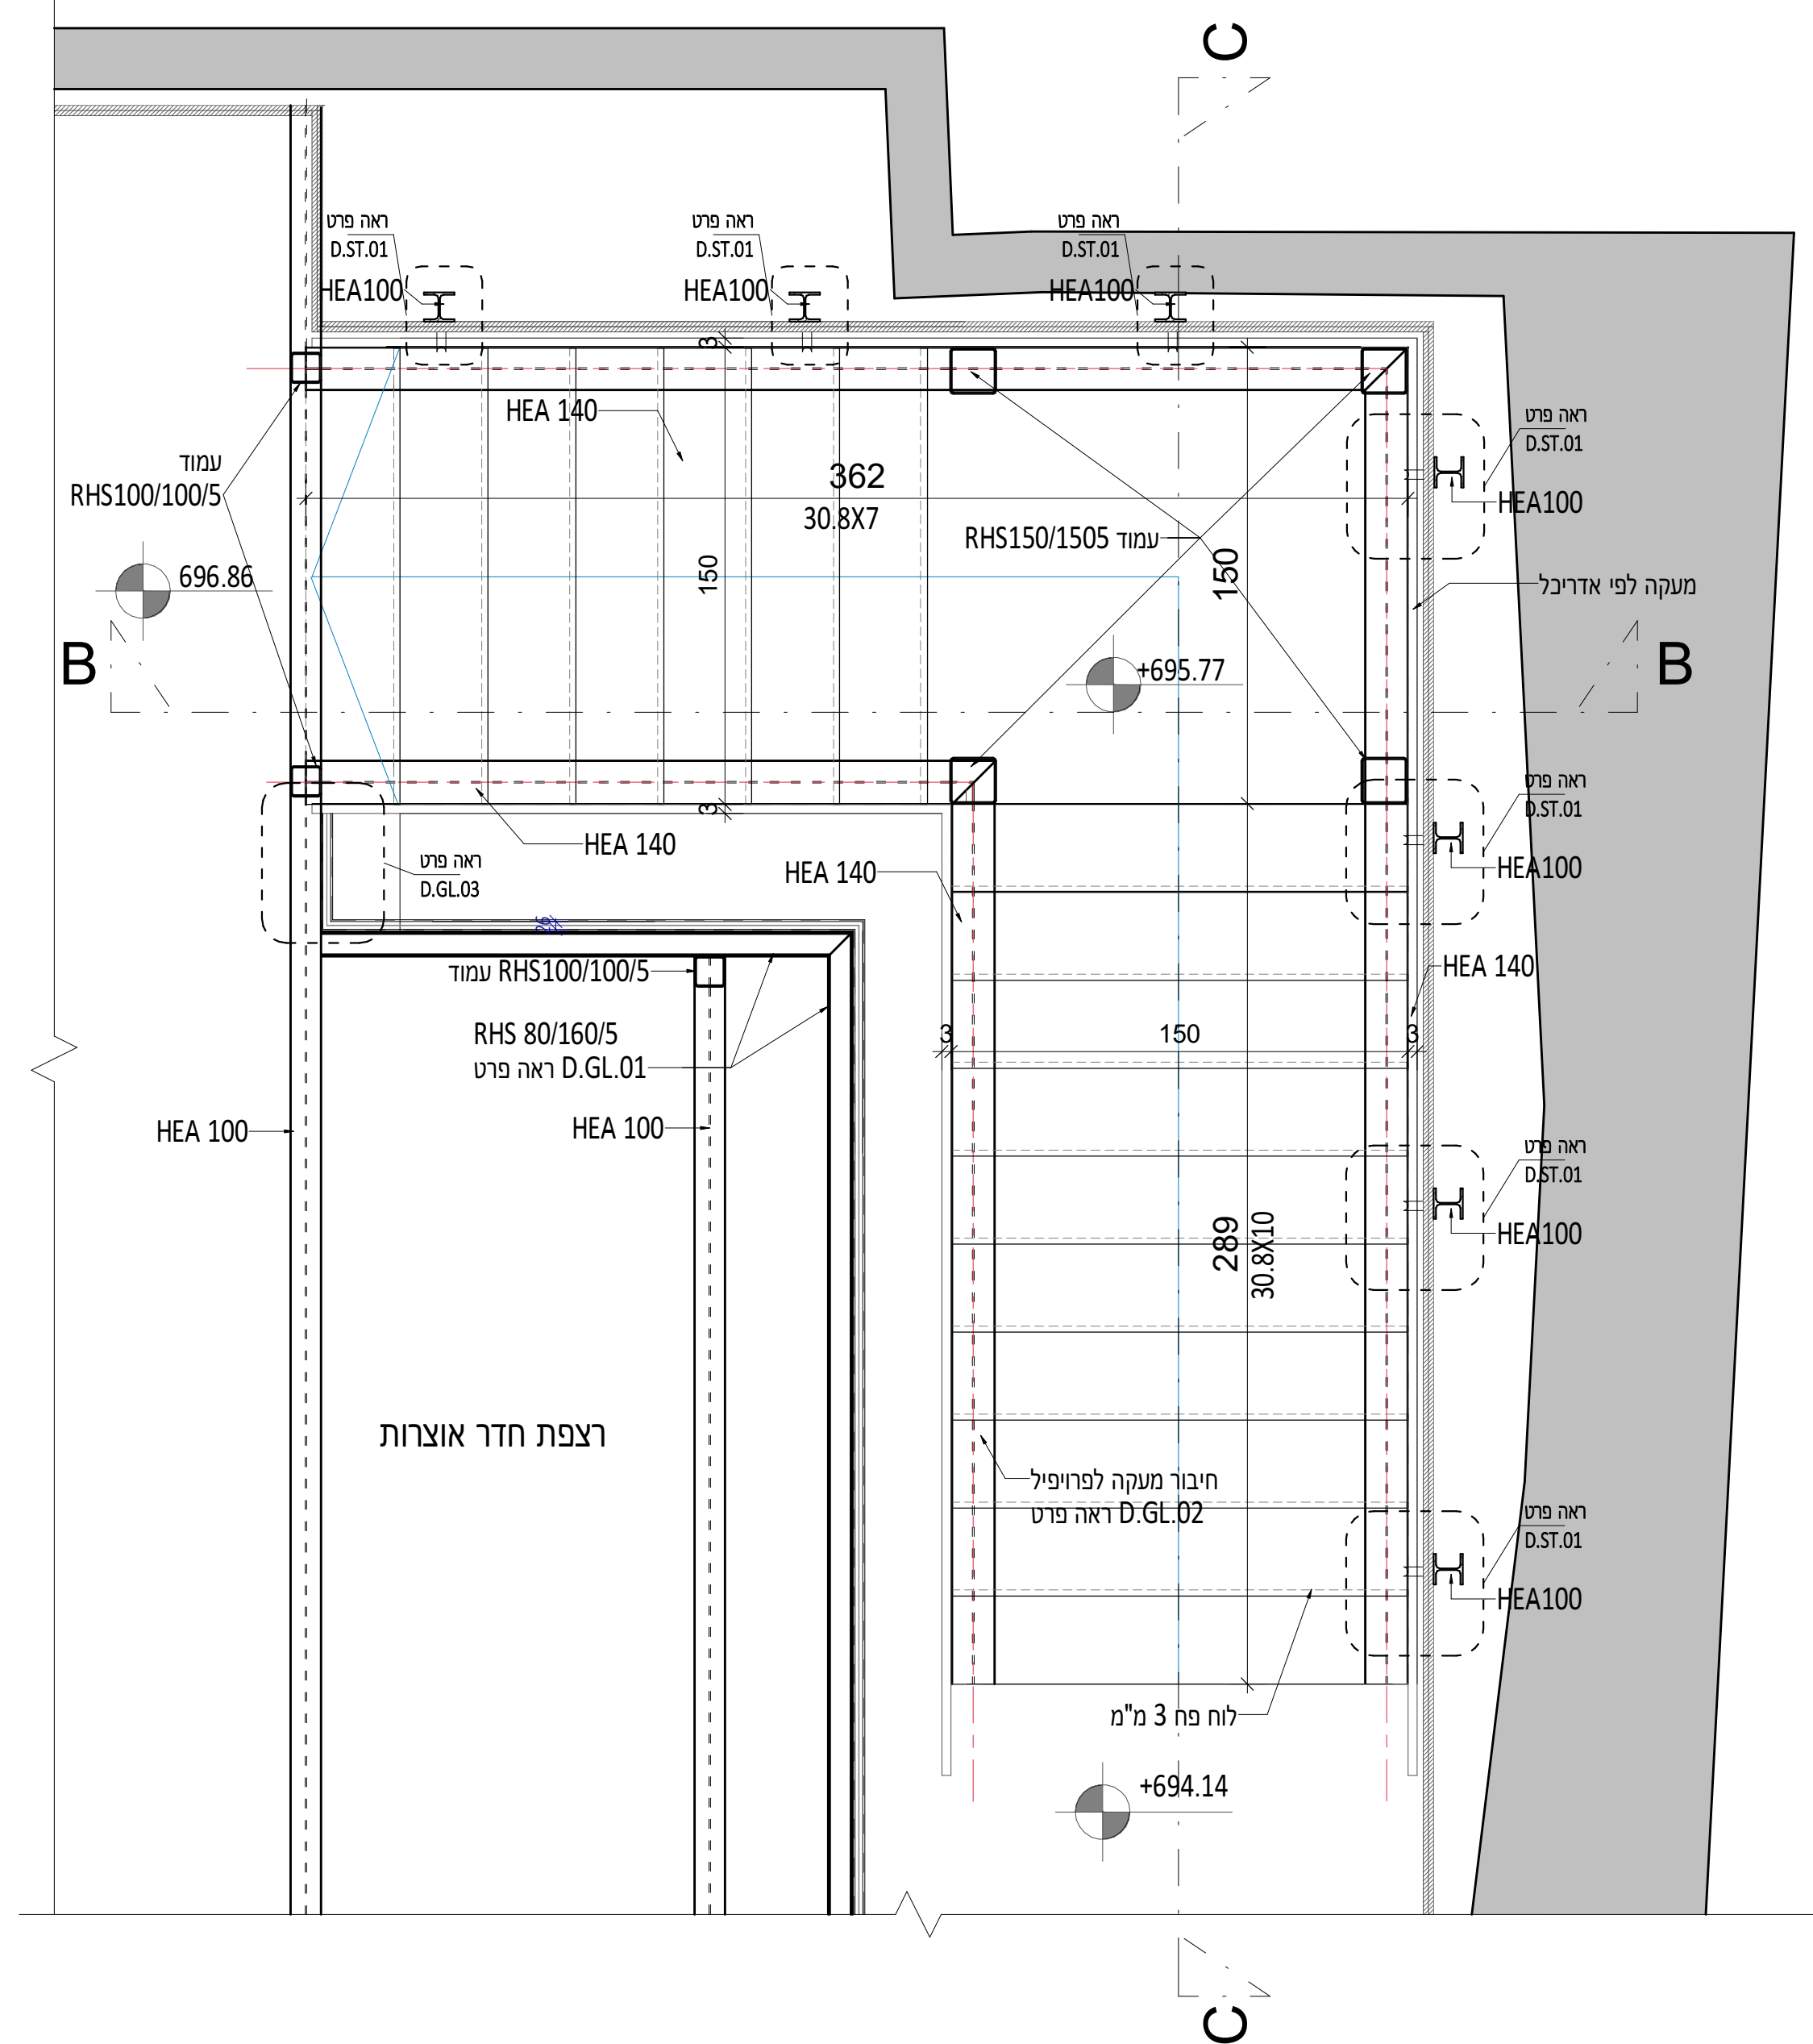 C
ראה פרט
D.ST.01
HEA100
ראה פרט
D.ST.01
HEA100
ראה פרט
D.ST.01
HEA100
3
HEA 140
עמוד
RHS100/100/5
362
30.8X7
עמוד RHS150/1505
150
150
ראה פרט
D.ST.01
HEA100
מעקה לפי אדריכל
696.86
B
B
+695.77
3
HEA 140
ראה פרט
D.GL.03
HEA 140
ראה פרט
D.ST.01
HEA100
עמוד RHS100/100/5
HEA 140
RHS 80/160/5
ראה פרט D.GL.01
3
150
3
HEA 100
HEA 100
ראה פרט
D.ST.01
HEA100
289
30.8X10
רצפת חדר אוצרות
חיבור מעקה לפרויפיל
ראה פרט D.GL.02
ראה פרט
D.ST.01
HEA100
לוח פח 3 מ"מ
+694.14
C